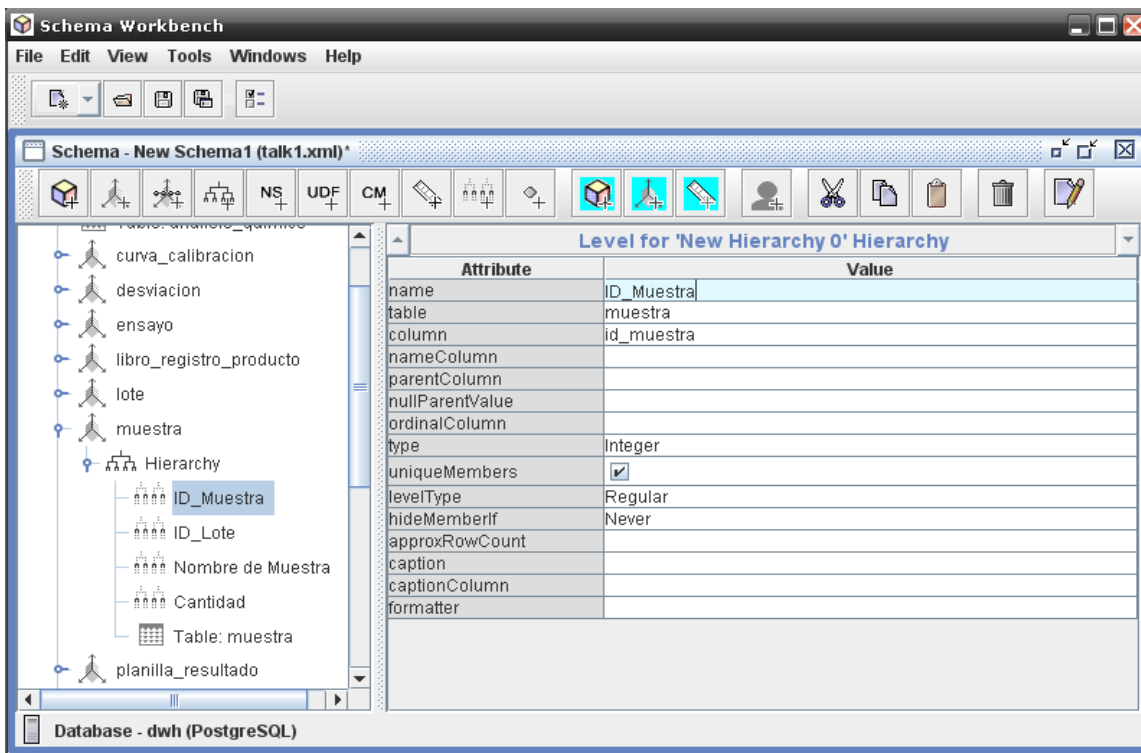 Schema Workbench
File Edit View Tools Windows Help
Schema - New Schema1 (talk1.xml)*
NS UDF CM
Table: analisis_quimico
curva_calibracion
desviacion
ensayo
libro_registro_producto
lote
muestra
Hierarchy
ID_Muestra
ID_Lote
Nombre de Muestra
Cantidad
Table: muestra
planilla_resultado
Level for 'New Hierarchy 0' Hierarchy
Attribute Value
name ID_Muestra
table muestra
column id_muestra
nameColumn
parentColumn
nullParentValue
ordinalColumn
type Integer
uniqueMembers
levelType Regular
hideMemberIf Never
approxRowCount
caption
captionColumn
formatter
Database - dwh (PostgreSQL)